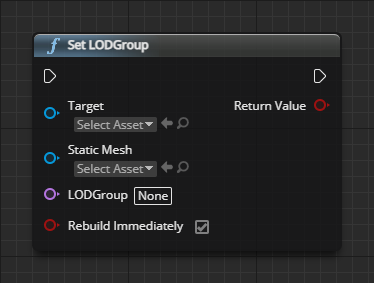 Set LODGroup
Target
Return Value
Select Asset
Static Mesh
Select Asset
LODGroup None
Rebuild Immediately